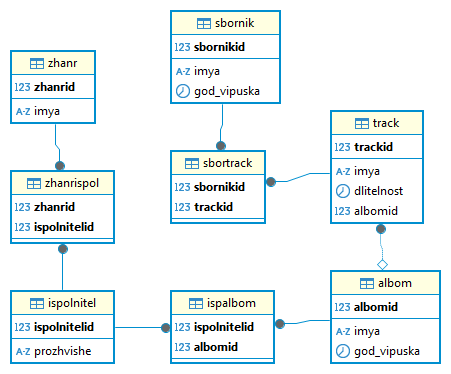 sbornik
123 sbornikid
A-Z imya
god_vipuska
zhanr
123 zhanrid
A-Z imya
track
123 trackid
A-Z imya
dlitelnost
123 albomid
sbortrack
123 sbornikid
123 trackid
zhanrispol
123 zhanrid
123 ispolnitelid
ispolnitel
123 ispolnitelid
A-Z prozhvishe
ispalbom
123 ispolnitelid
123 albomid
albom
123 albomid
A-Z imya
god_vipuska